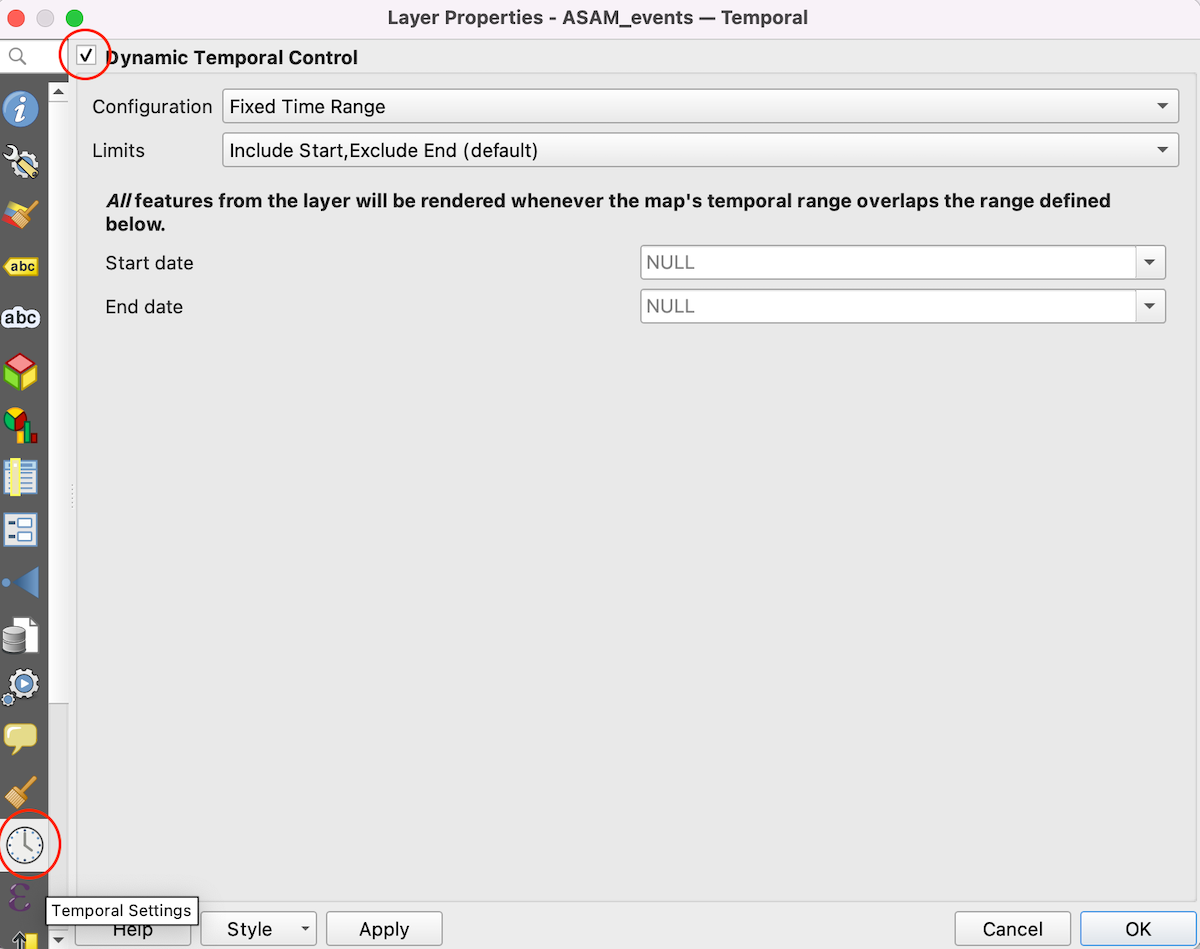 Layer Properties - ASAM_events — Temporal
Dynamic Temporal Control
Configuration Fixed Time Range
Limits Include Start,Exclude End (default)
All features from the layer will be rendered whenever the map's temporal range overlaps the range defined
below.
Start date NULL
End date NULL
abc
abc
Temporal Settings
Help Style Apply Cancel OK